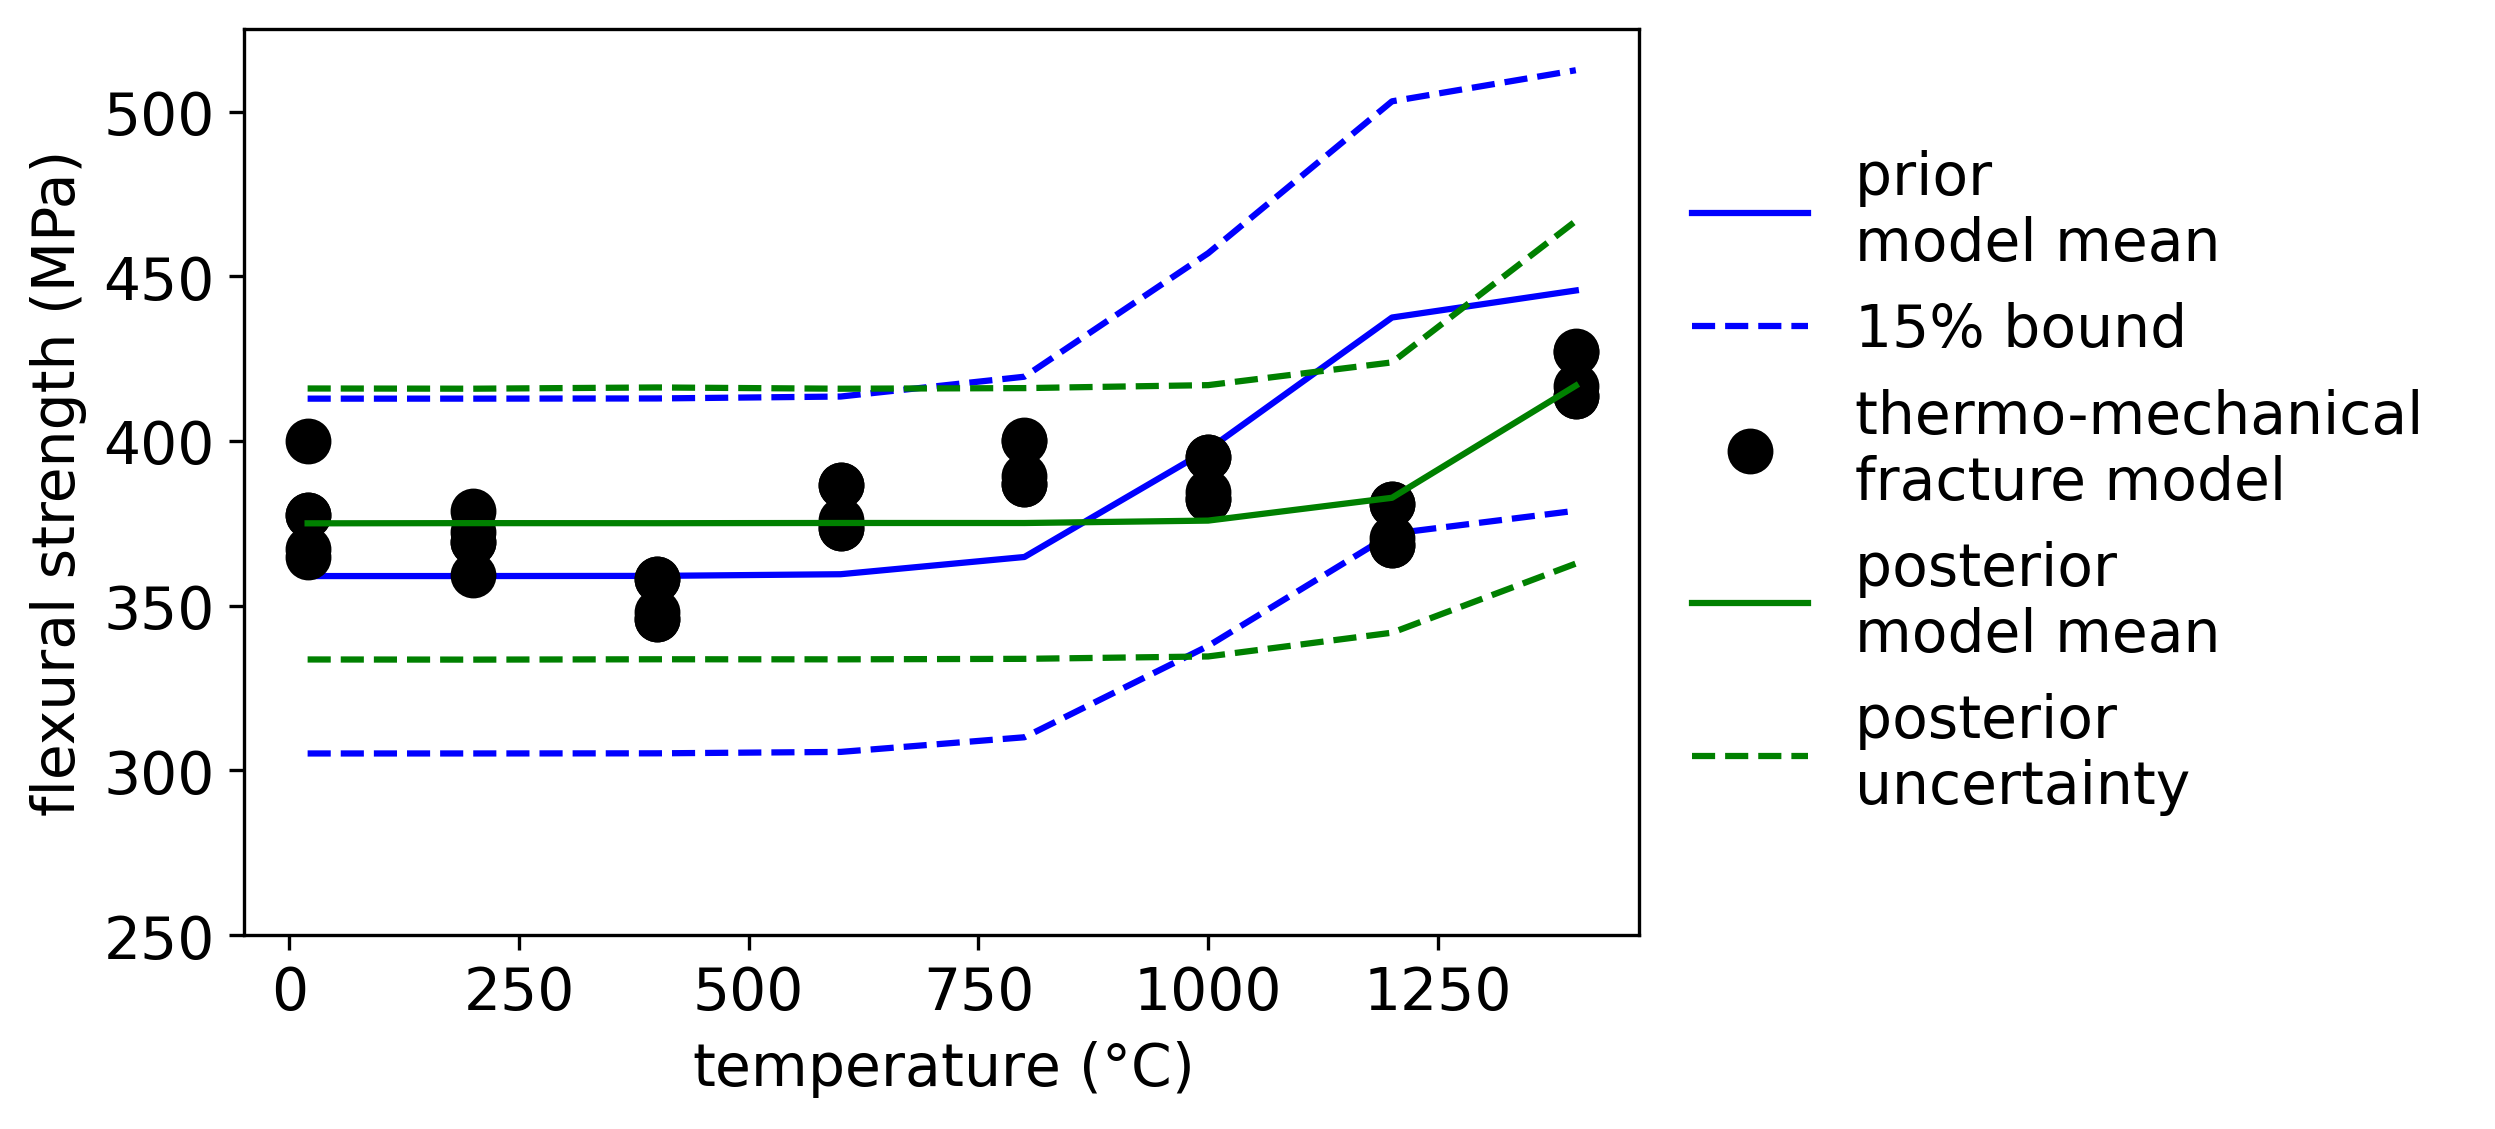 flexural strength (MPa)
500
450
400
350
300
250
0 250 500 750 1000 1250
temperature (°C)
prior
model mean
15% bound
thermo-mechanical
fracture model
posterior
model mean
posterior
uncertainty